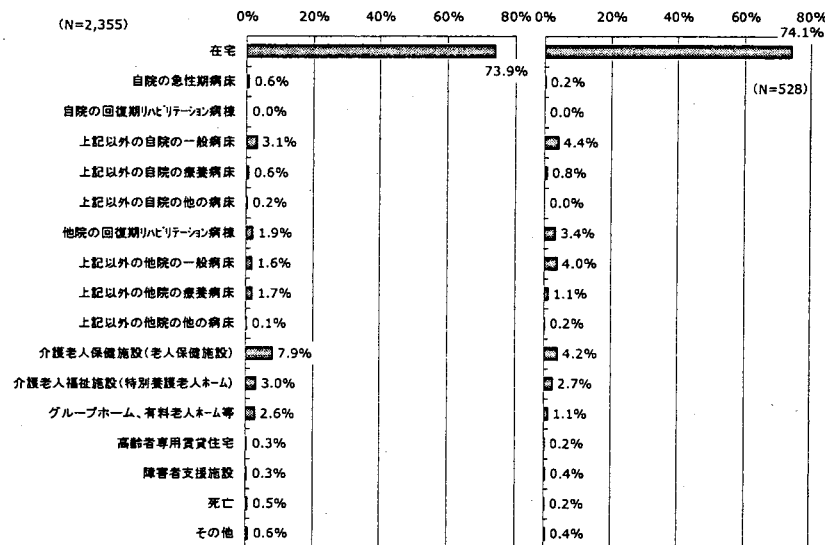 (N=2,355)
0% 20% 40% 60% 80% 0% 20% 40% 60% 80%
74.1%
在宅
73.9%
(N=528)
自院の急性期病床 0.6% 0.2%
自院の回復期リハビリテーション病棟 0.0% 0.0%
上記以外の自院の一般病床 3.1% 4.4%
上記以外の自院の療養病床 0.6% 0.8%
上記以外の自院の他の病床 0.2% 0.0%
他院の回復期リハビリテーション病棟 1.9% 3.4%
上記以外の他院の一般病床 1.6% 4.0%
上記以外の他院の療養病床 1.7% 1.1%
上記以外の他院の他の病床 0.1% 0.2%
介護老人保健施設(老人保健施設) 7.9% 4.2%
介護老人福祉施設(特別養護老人ホーム) 3.0% 2.7%
グループホーム、有料老人ホーム等 2.6% 1.1%
高齢者専用賃貸住宅 0.3% 0.2%
障害者支援施設 0.3% 0.4%
死亡 0.5% 0.2%
その他 0.6% 0.4%